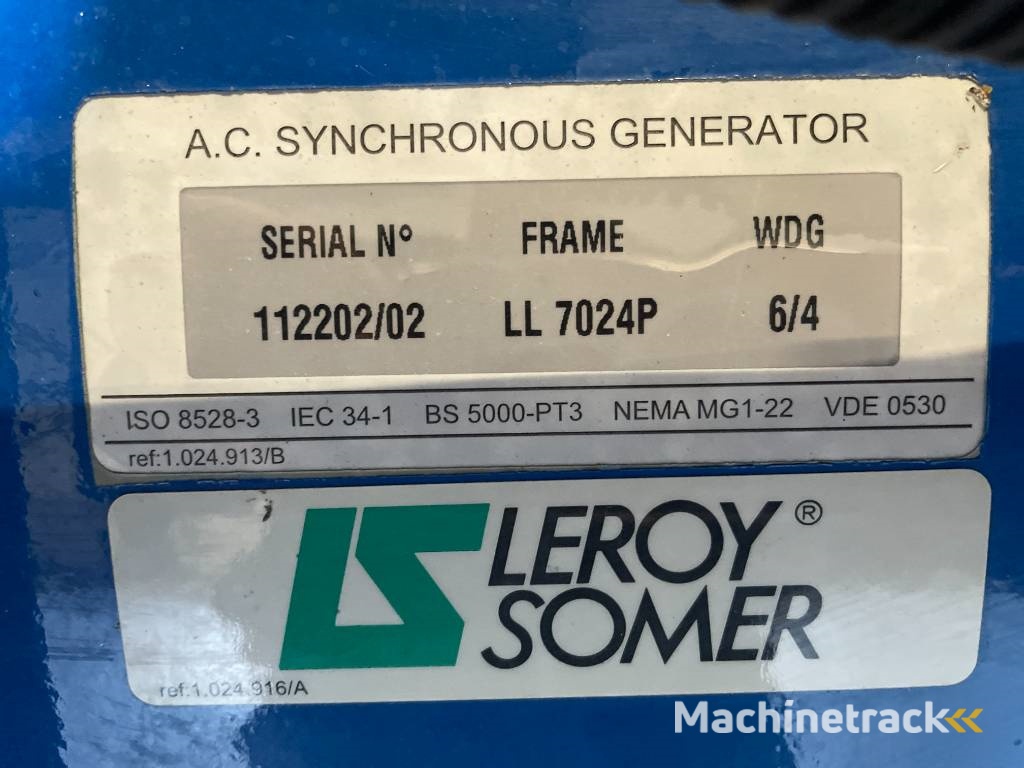 A.C. SYNCHRONOUS GENERATOR
SERIAL N° FRAME WDG
112202/02 LL 7024P 6/4
ISO 8528-3 IEC 34-1 BS 5000-PT3 NEMA MG1-22 VDE 0530
ref:1.024.913/B
LS LEROY ®
SOMER
ref:1.024.916/A
Machinetrack